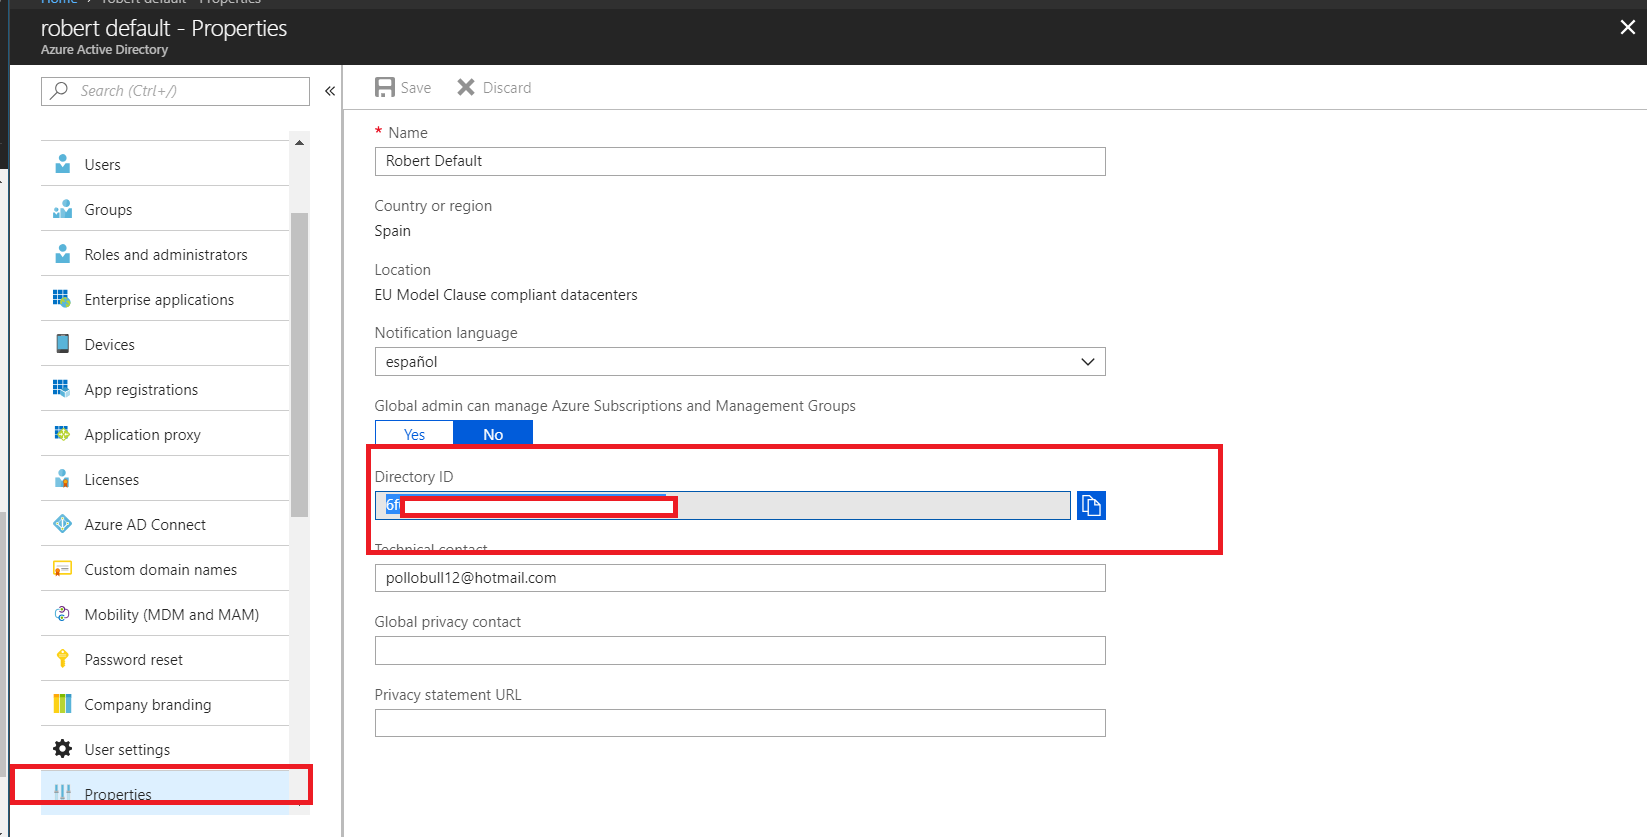 Home > robert default - Properties
robert default - Properties
Azure Active Directory
Search (Ctrl+/)
«
Users
Groups
Roles and administrators
Enterprise applications
Devices
App registrations
Application proxy
Licenses
Azure AD Connect
Custom domain names
Mobility (MDM and MAM)
Password reset
Company branding
User settings
Properties
Save
Discard
* Name
Robert Default
Country or region
Spain
Location
EU Model Clause compliant datacenters
Notification language
español
Global admin can manage Azure Subscriptions and Management Groups
Yes
No
Directory ID
6f
Technical contact
pollobull12@hotmail.com
Global privacy contact
Privacy statement URL